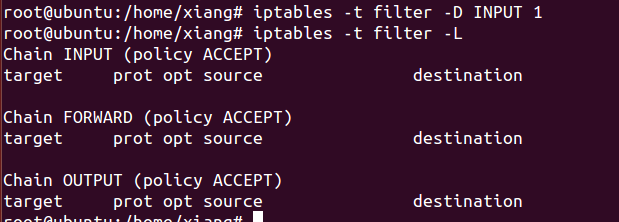 root@ubuntu:/home/xiang# iptables -t filter -D INPUT 1
root@ubuntu:/home/xiang# iptables -t filter -L
Chain INPUT (policy ACCEPT)
target     prot opt source               destination

Chain FORWARD (policy ACCEPT)
target     prot opt source               destination

Chain OUTPUT (policy ACCEPT)
target     prot opt source               destination
root@ubuntu:/home/xiang#